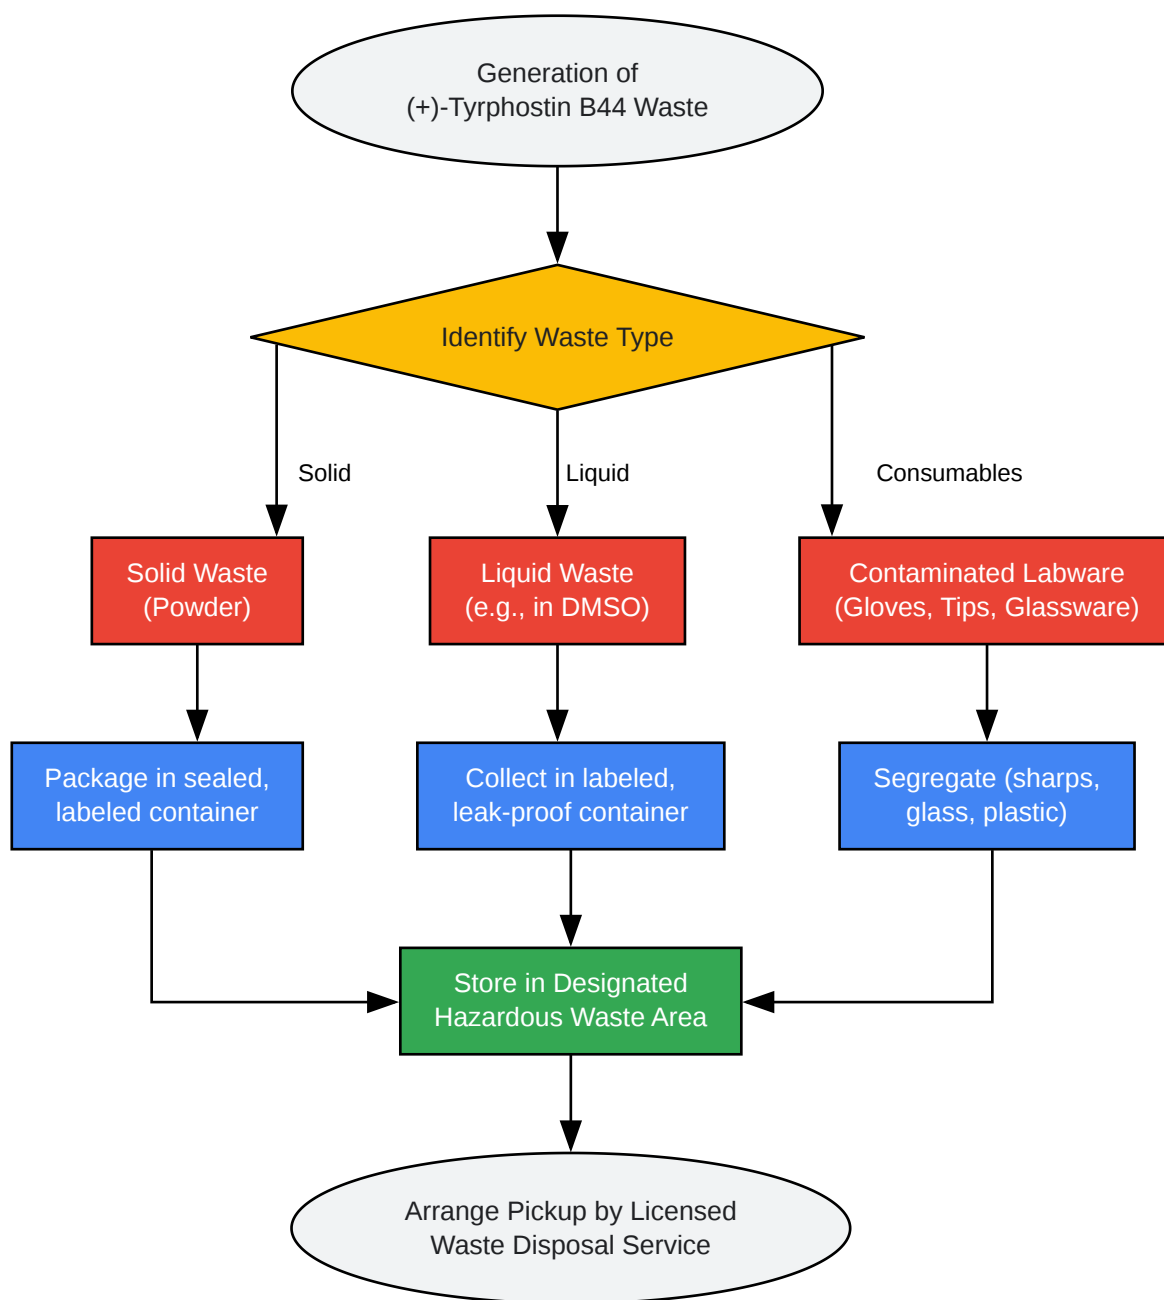 Generation of
(+)-Tyrphostin B44 Waste
Identify Waste Type
Solid
Liquid
Consumables
Solid Waste
(Powder)
Liquid Waste
(e.g., in DMSO)
Contaminated Labware
(Gloves, Tips, Glassware)
Package in sealed,
labeled container
Collect in labeled,
leak-proof container
Segregate (sharps,
glass, plastic)
Store in Designated
Hazardous Waste Area
Arrange Pickup by Licensed
Waste Disposal Service